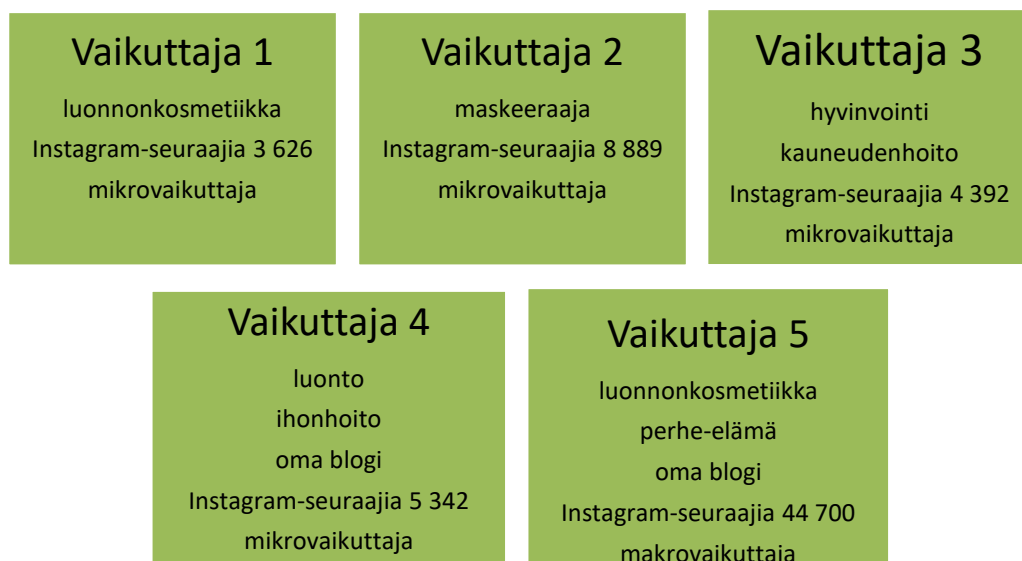 Vaikuttaja 1
luonnonkosmetiikka
Instagram-seuraajia 3 626
mikrovaikuttaja
Vaikuttaja 2
maskeeraaja
Instagram-seuraajia 8 889
mikrovaikuttaja
Vaikuttaja 3
hyvinvointi
kauneudenhoito
Instagram-seuraajia 4 392
mikrovaikuttaja
Vaikuttaja 4
luonto
ihonhoito
oma blogi
Instagram-seuraajia 5 342
mikrovaikuttaja
Vaikuttaja 5
luonnonkosmetiikka
perhe-elämä
oma blogi
Instagram-seuraajia 44 700
makrovaikuttaja